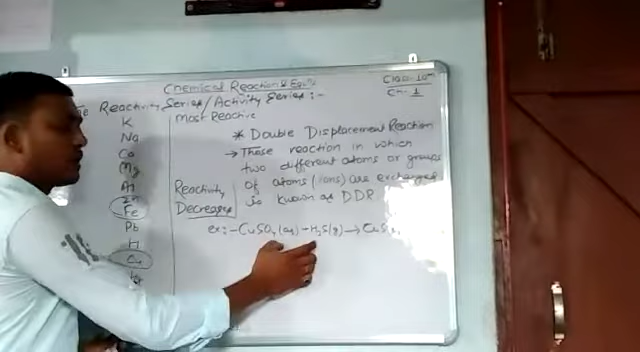 Chemical Reaction & Equn
Class-10th
Ch-1
Reactivity Series/Activity Series:-
K
Na
Ca
Mg
Al
Zn
Fe
Pb
H
Cu
Most Reactive
Reactivity
Decreases
* Double Displacement Reaction
→ Those reaction in which
two different atoms or groups
of atoms (ions) are exchanged
is known as DDR
ex:- CuSO4(aq) + H2S(g) → CuS